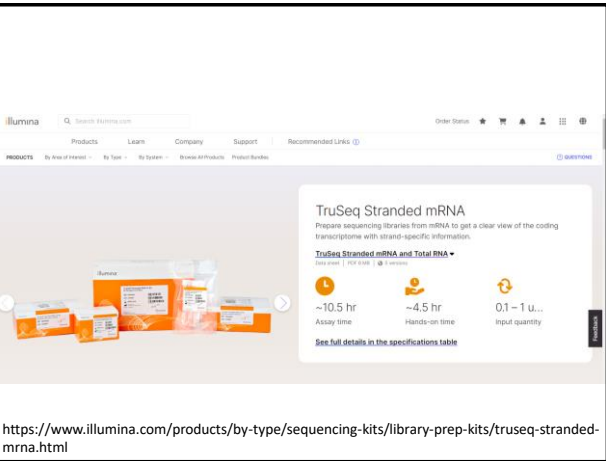 illumina
Search Illumina.com
Order Status
Products Learn Company Support Recommended Links
PRODUCTS By Area of Interest By Type By System Browse All Products Product Bundles
QUESTIONS
TruSeq Stranded mRNA
Prepare sequencing libraries from mRNA to get a clear view of the coding
transcriptome with strand-specific information.
TruSeq Stranded mRNA and Total RNA
~10.5 hr ~4.5 hr 0.1 – 1 u...
Assay time Hands-on time Input quantity
See full details in the specifications table
Feedback
https://www.illumina.com/products/by-type/sequencing-kits/library-prep-kits/truseq-stranded-
mrna.html